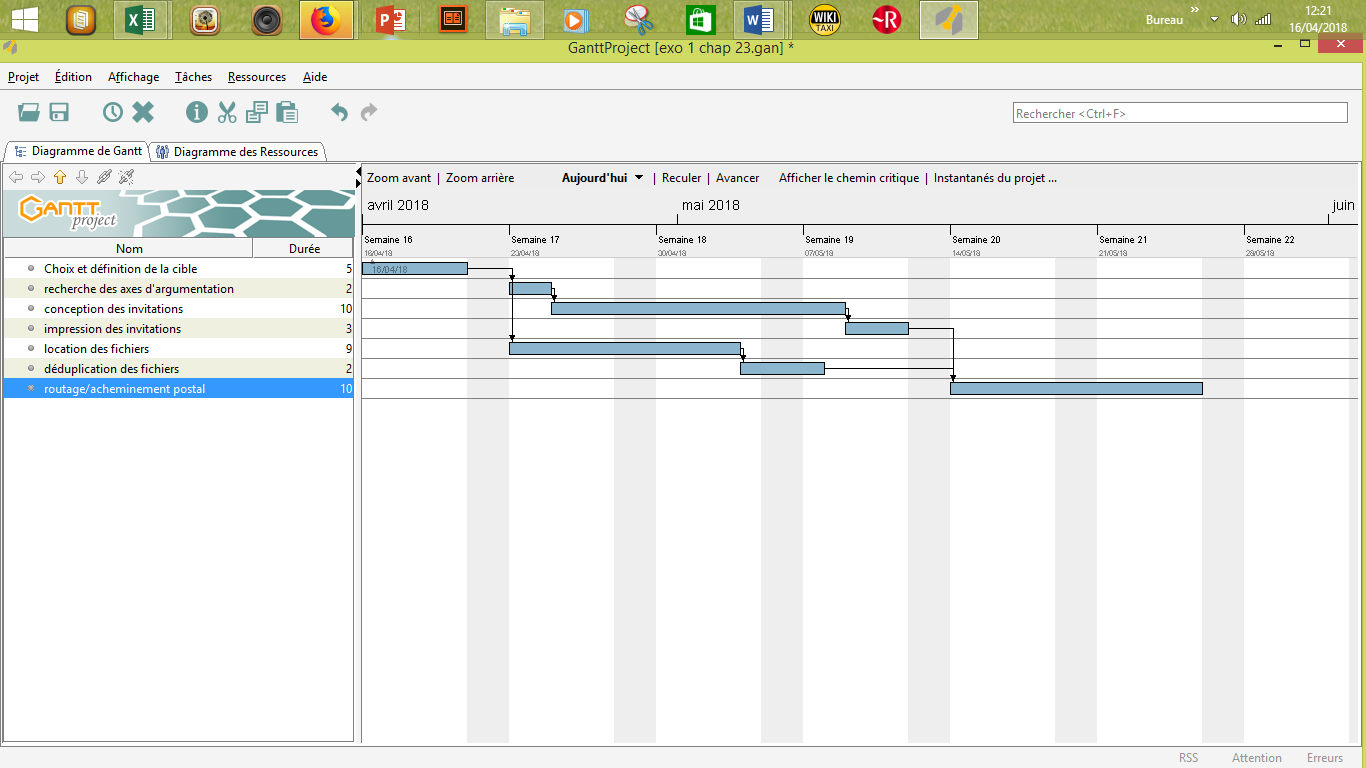 WIKI
TAXI
Bureau
12:21
16/04/2018
GanttProject [exo 1 chap 23.gan] *
Projet Édition Affichage Tâches Ressources Aide
Rechercher <Ctrl+F>
Diagramme de Gantt Diagramme des Ressources
Zoom avant | Zoom arrière Aujourd'hui | Reculer | Avancer Afficher le chemin critique | Instantanés du projet ...
GANTT
project
avril 2018 mai 2018 juin
Semaine 16 Semaine 17 Semaine 18 Semaine 19 Semaine 20 Semaine 21 Semaine 22
16/04/18 23/04/18 30/04/18 07/05/18 14/05/18 21/05/18 28/05/18
Nom Durée
Choix et définition de la cible 5 16/04/18
recherche des axes d'argumentation 2
conception des invitations 10
impression des invitations 3
location des fichiers 9
déduplication des fichiers 2
routage/acheminement postal 10
RSS Attention Erreurs